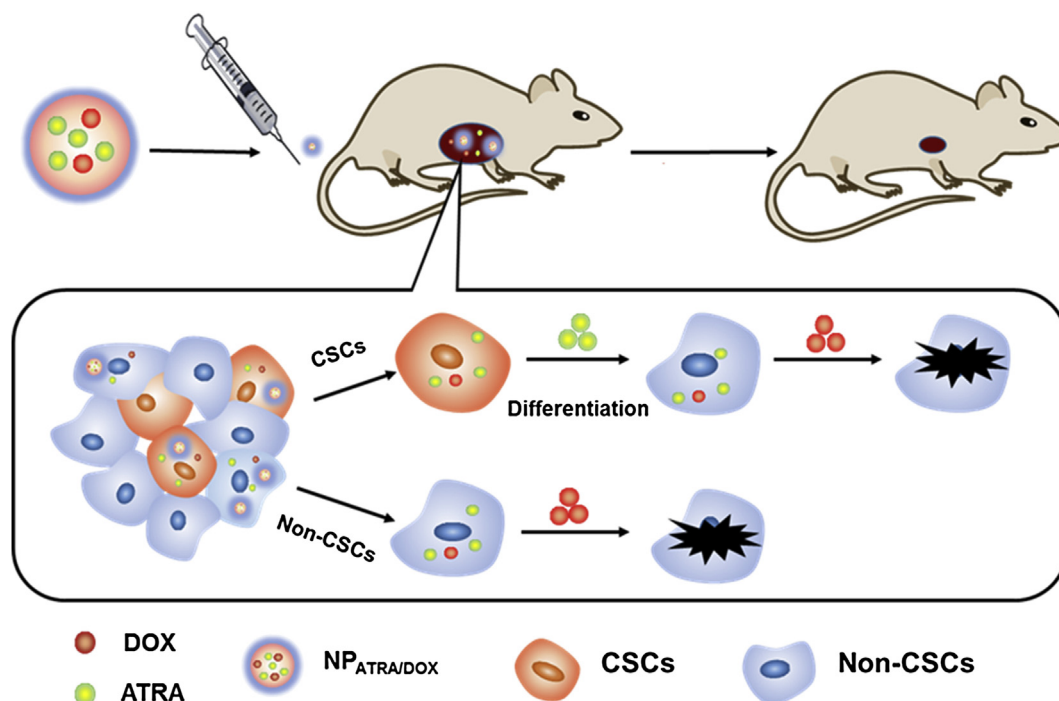 CSCs
Differentiation
Non-CSCs
DOX
NPATRA/DOX
CSCs
Non-CSCs
ATRA